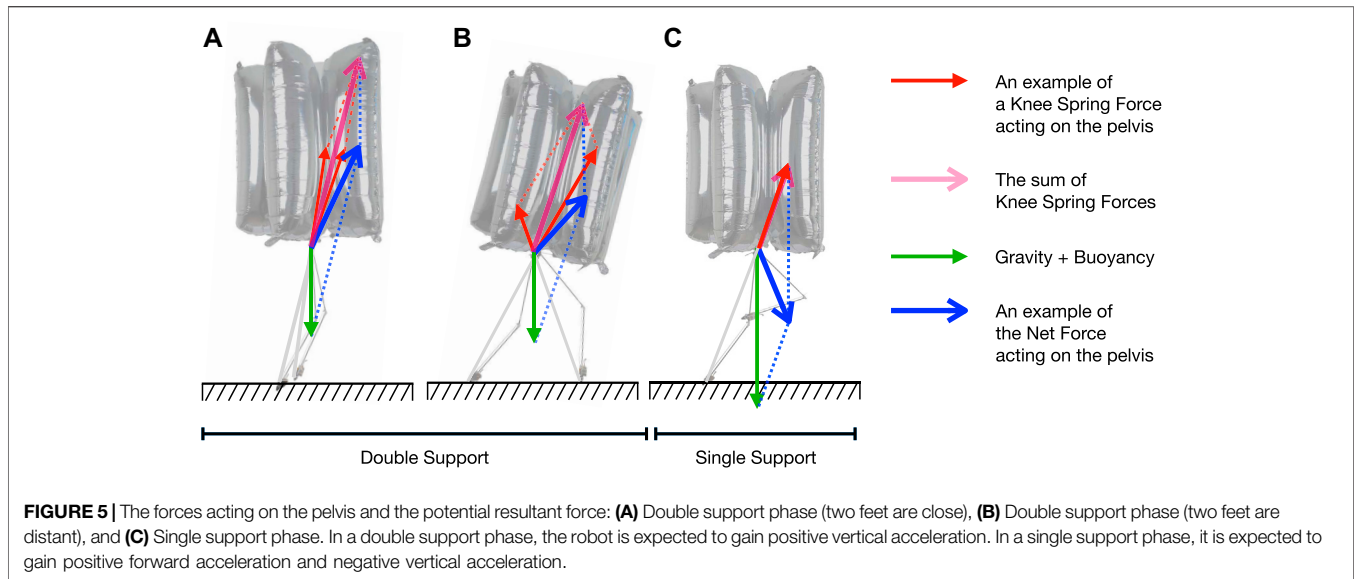 A
B
C
An example of
a Knee Spring Force
acting on the pelvis
The sum of
Knee Spring Forces
Gravity + Buoyancy
An example of
the Net Force
acting on the pelvis
Double Support
Single Support
FIGURE 5 | The forces acting on the pelvis and the potential resultant force: (A) Double support phase (two feet are close), (B) Double support phase (two feet are
distant), and (C) Single support phase. In a double support phase, the robot is expected to gain positive vertical acceleration. In a single support phase, it is expected to
gain positive forward acceleration and negative vertical acceleration.